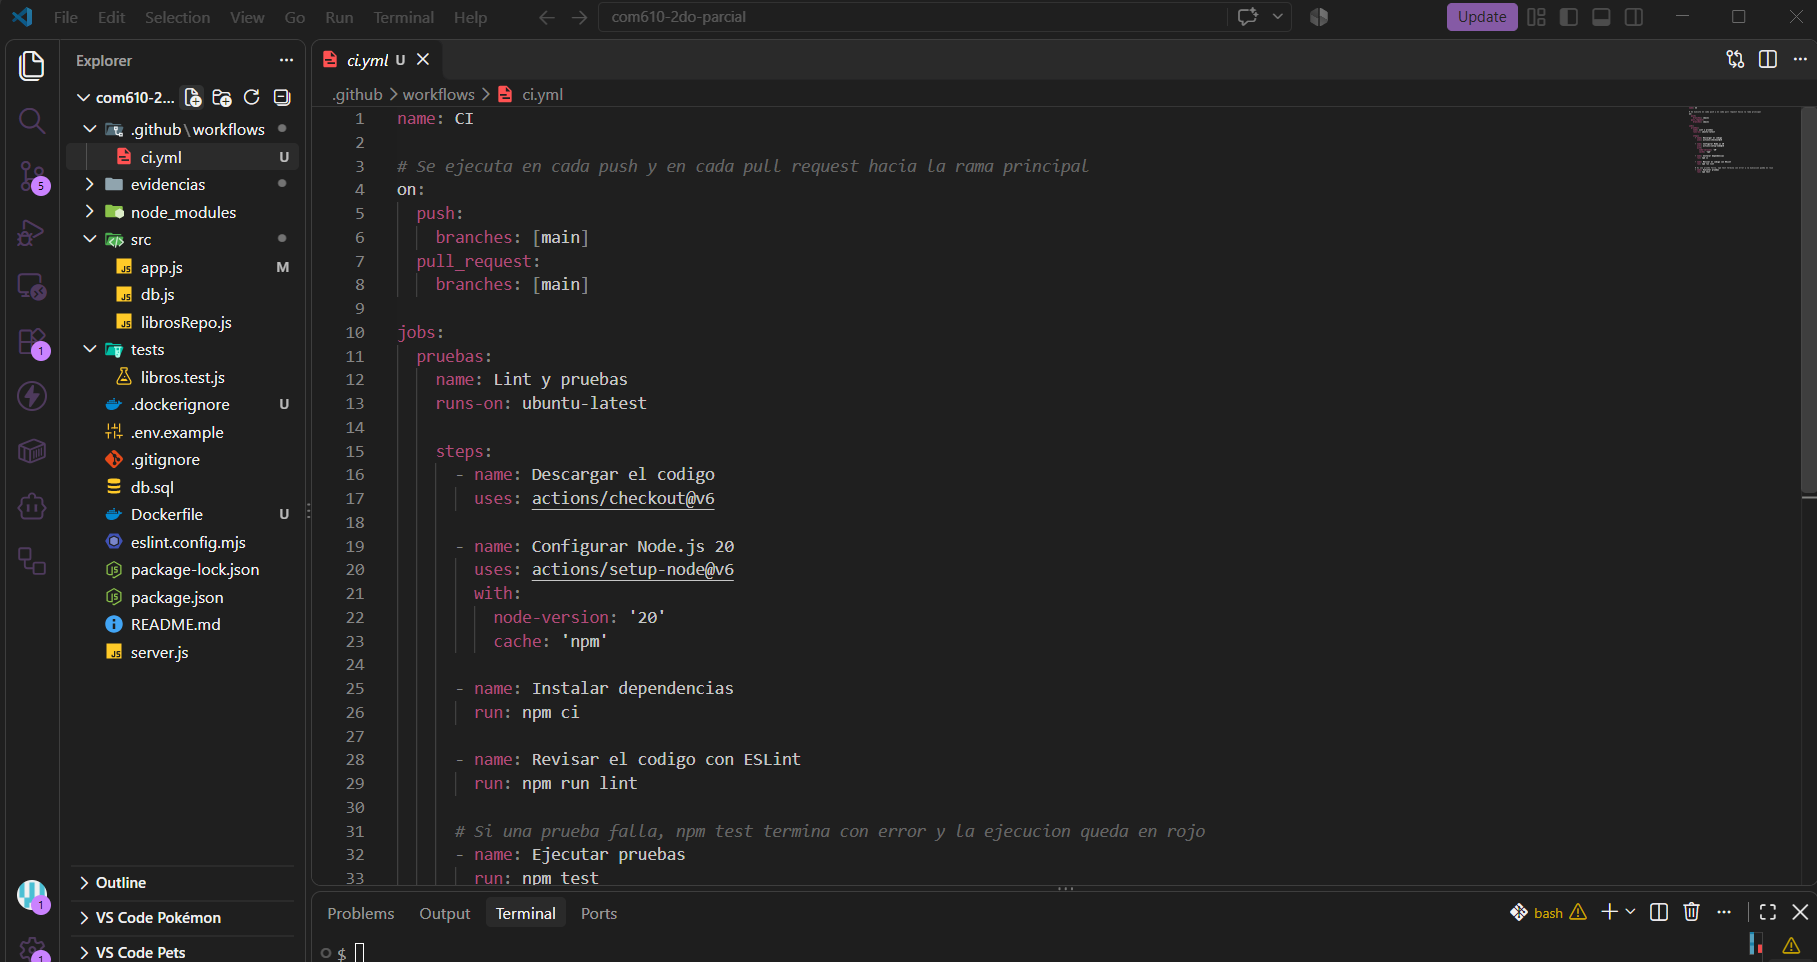 File Edit Selection View Go Run Terminal Help
com610-2do-parcial
Update
Explorer
com610-2...
.github\workflows
ci.yml U
evidencias
node_modules
src
app.js M
db.js
librosRepo.js
tests
libros.test.js
.dockerignore U
.env.example
.gitignore
db.sql
Dockerfile U
eslint.config.mjs
package-lock.json
package.json
README.md
server.js
Outline
VS Code Pokémon
VS Code Pets
5
1
1
1
ci.yml U
.github workflows ci.yml
1 name: CI
2
3 # Se ejecuta en cada push y en cada pull request hacia la rama principal
4 on:
5 push:
6 branches: [main]
7 pull_request:
8 branches: [main]
9
10 jobs:
11 pruebas:
12 name: Lint y pruebas
13 runs-on: ubuntu-latest
14
15 steps:
16 - name: Descargar el codigo
17 uses: actions/checkout@v6
18
19 - name: Configurar Node.js 20
20 uses: actions/setup-node@v6
21 with:
22 node-version: '20'
23 cache: 'npm'
24
25 - name: Instalar dependencias
26 run: npm ci
27
28 - name: Revisar el codigo con ESLint
29 run: npm run lint
30
31 # Si una prueba falla, npm test termina con error y la ejecucion queda en rojo
32 - name: Ejecutar pruebas
33 run: npm test
Problems Output Terminal Ports
bash
$